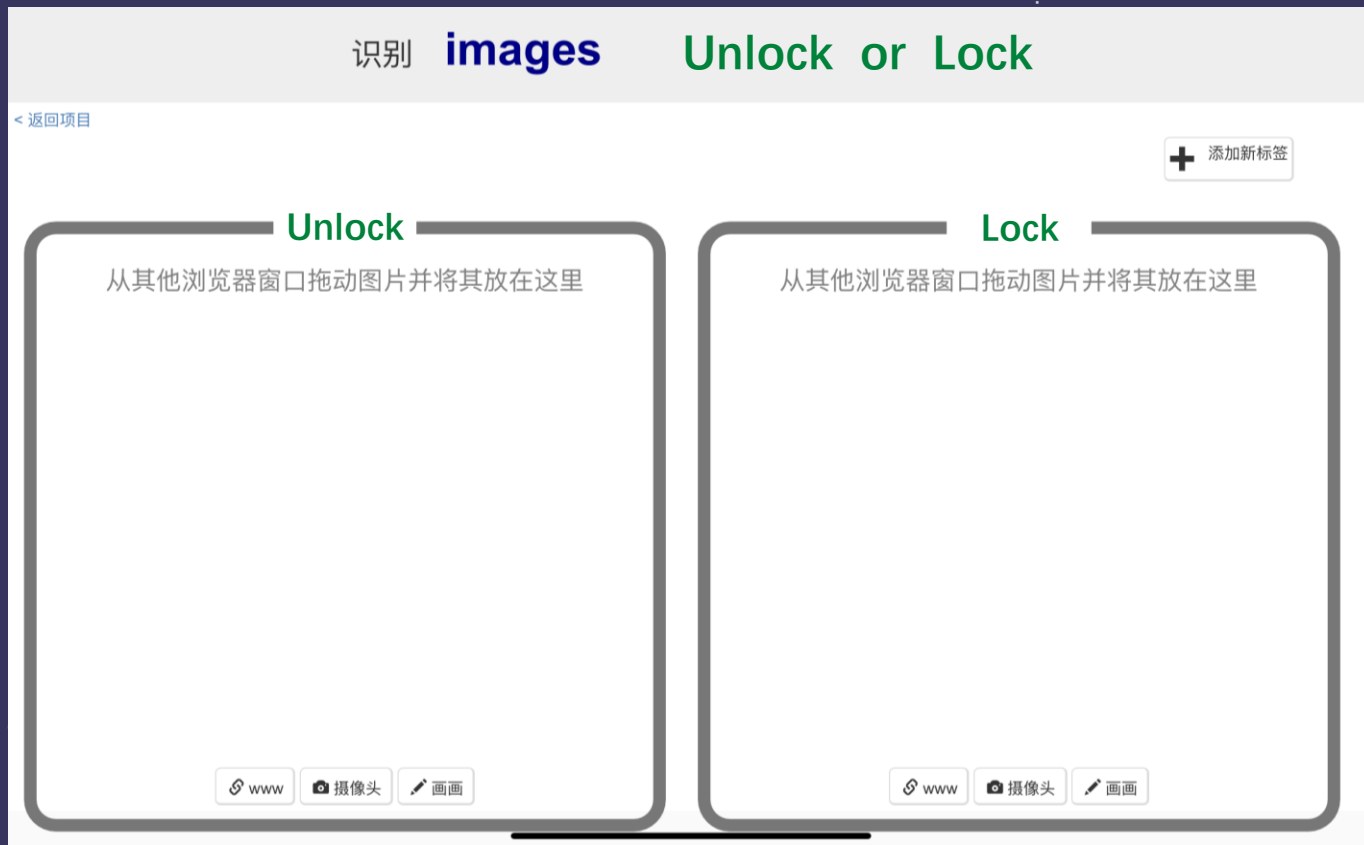 识别 images Unlock or Lock
< 返回项目
添加新标签
Unlock
从其他浏览器窗口拖动图片并将其放在这里
www 摄像头 画画
Lock
从其他浏览器窗口拖动图片并将其放在这里
www 摄像头 画画